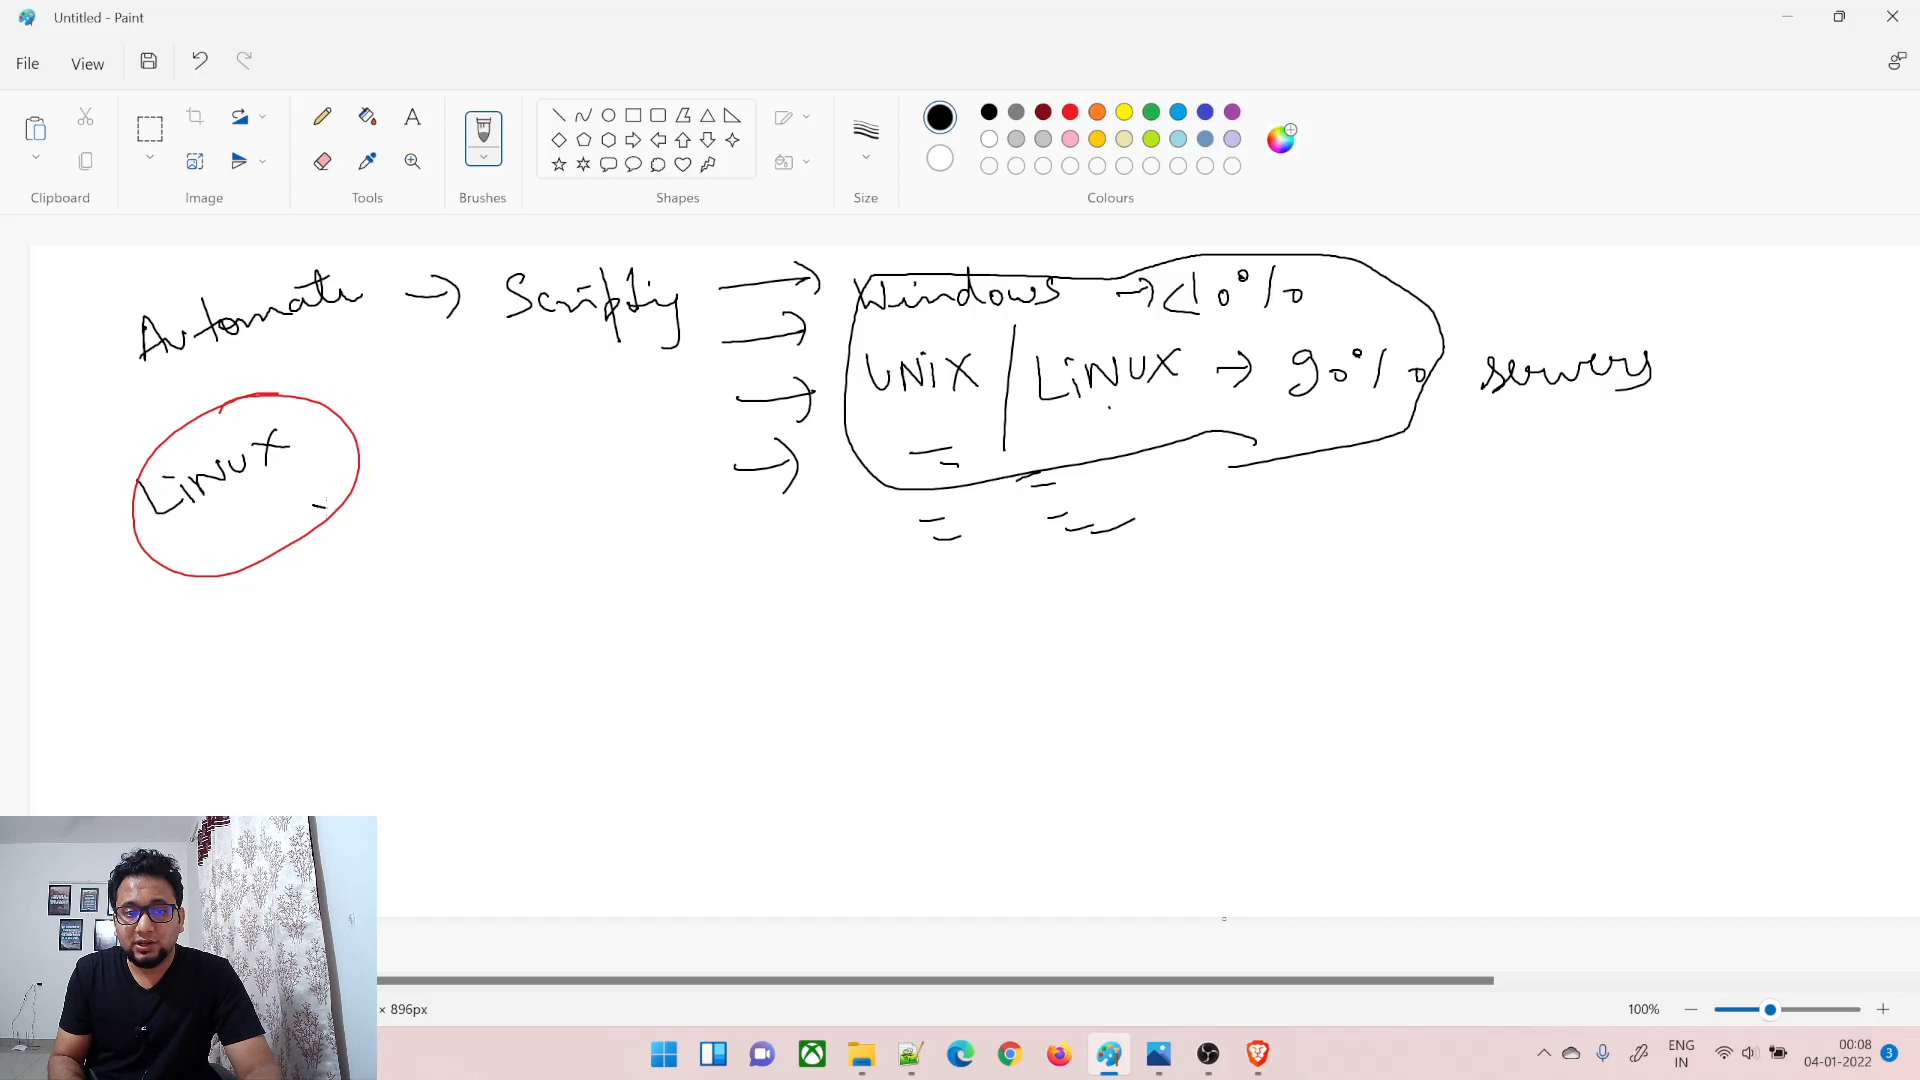 Untitled - Paint
File View
Clipboard Image Tools Brushes Shapes Size Colours
Automate → Scripting → Windows → <10%
UNiX | LiNUX → 90% servers
LiNUX
× 896px
100%
ENG
IN
00:08
04-01-2022
3